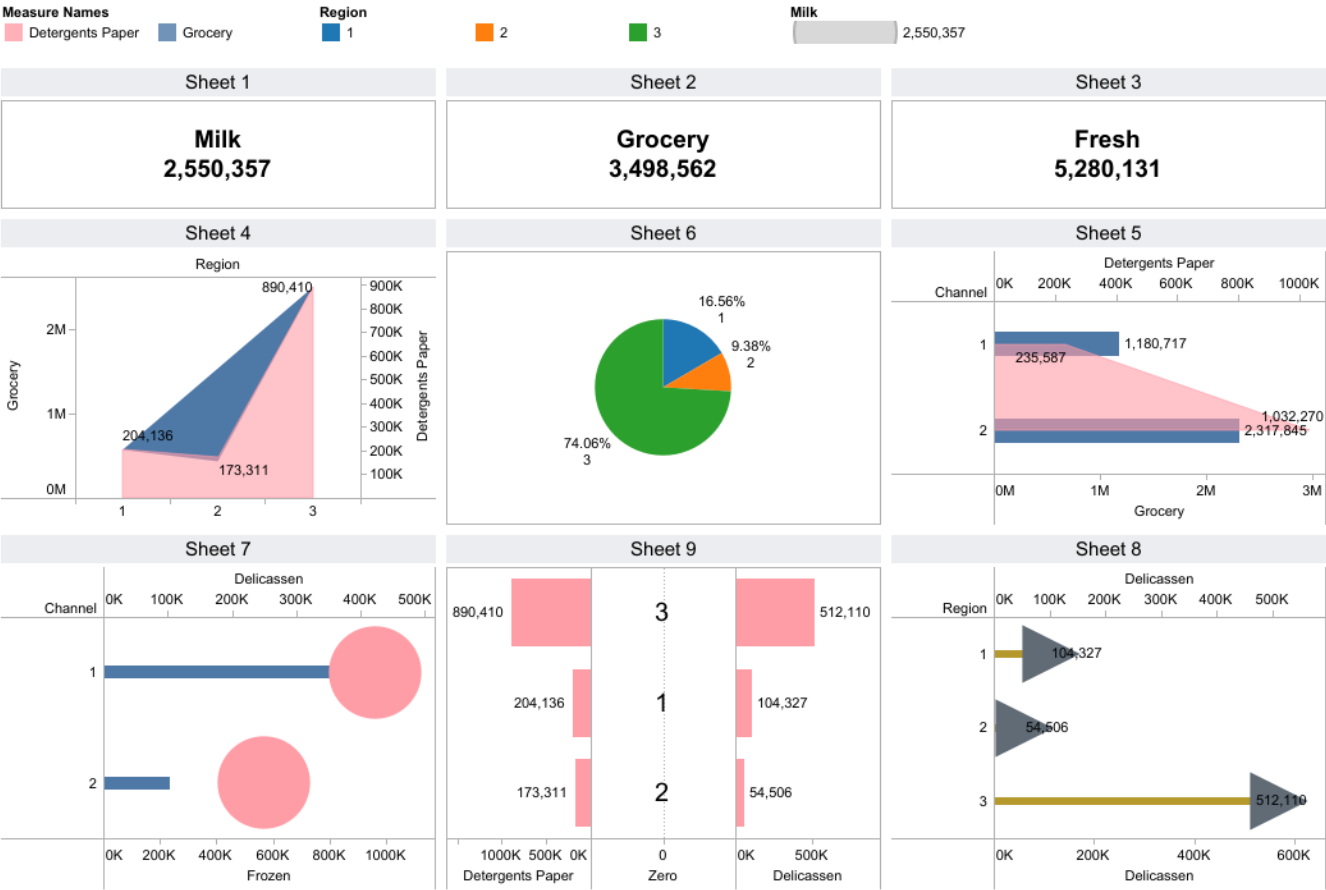 Measure Names
Detergents Paper Grocery
Region
1 2 3
Milk
2,550,357
Sheet 1
Milk
2,550,357
Sheet 2
Grocery
3,498,562
Sheet 3
Fresh
5,280,131
Sheet 4
Region
Grocery
2M
1M
0M
890,410
204,136
173,311
900K
800K
700K
600K
500K
400K
300K
200K
100K
Detergents Paper
1 2 3
Sheet 6
16.56%
1
9.38%
2
74.06%
3
Sheet 5
Detergents Paper
Channel 0K 200K 400K 600K 800K 1000K
1 1,180,717
235,587
1,032,270
2 2,317,845
0M 1M 2M 3M
Grocery
Sheet 7
Delicassen
Channel 0K 100K 200K 300K 400K 500K
1
2
0K 200K 400K 600K 800K 1000K
Frozen
Sheet 9
890,410 3 512,110
204,136 1 104,327
173,311 2 54,506
1000K 500K 0K 0 0K 500K
Detergents Paper Zero Delicassen
Sheet 8
Delicassen
Region 0K 100K 200K 300K 400K 500K
1 104,327
2 54,506
3 512,110
0K 200K 400K 600K
Delicassen